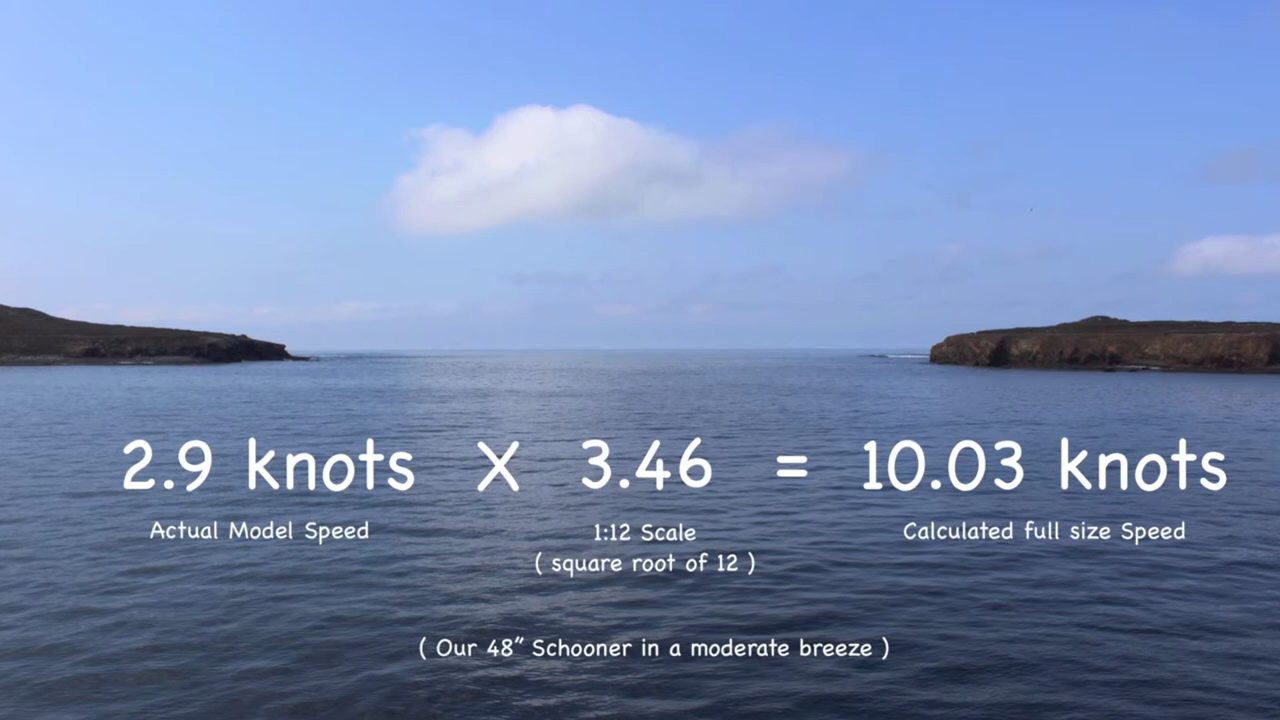 2.9 knots X 3.46 = 10.03 knots
Actual Model Speed 1:12 Scale Calculated full size Speed
( square root of 12 )
( Our 48” Schooner in a moderate breeze )